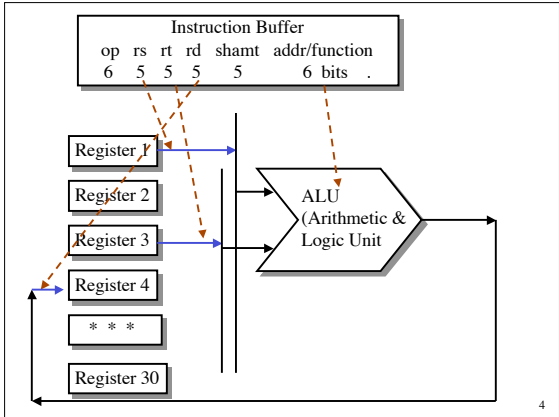 Instruction Buffer
op rs rt rd shamt addr/function
6 5 5 5 5 6 bits .
Register 1
Register 2
Register 3
Register 4
* * *
Register 30
ALU
(Arithmetic &
Logic Unit
4